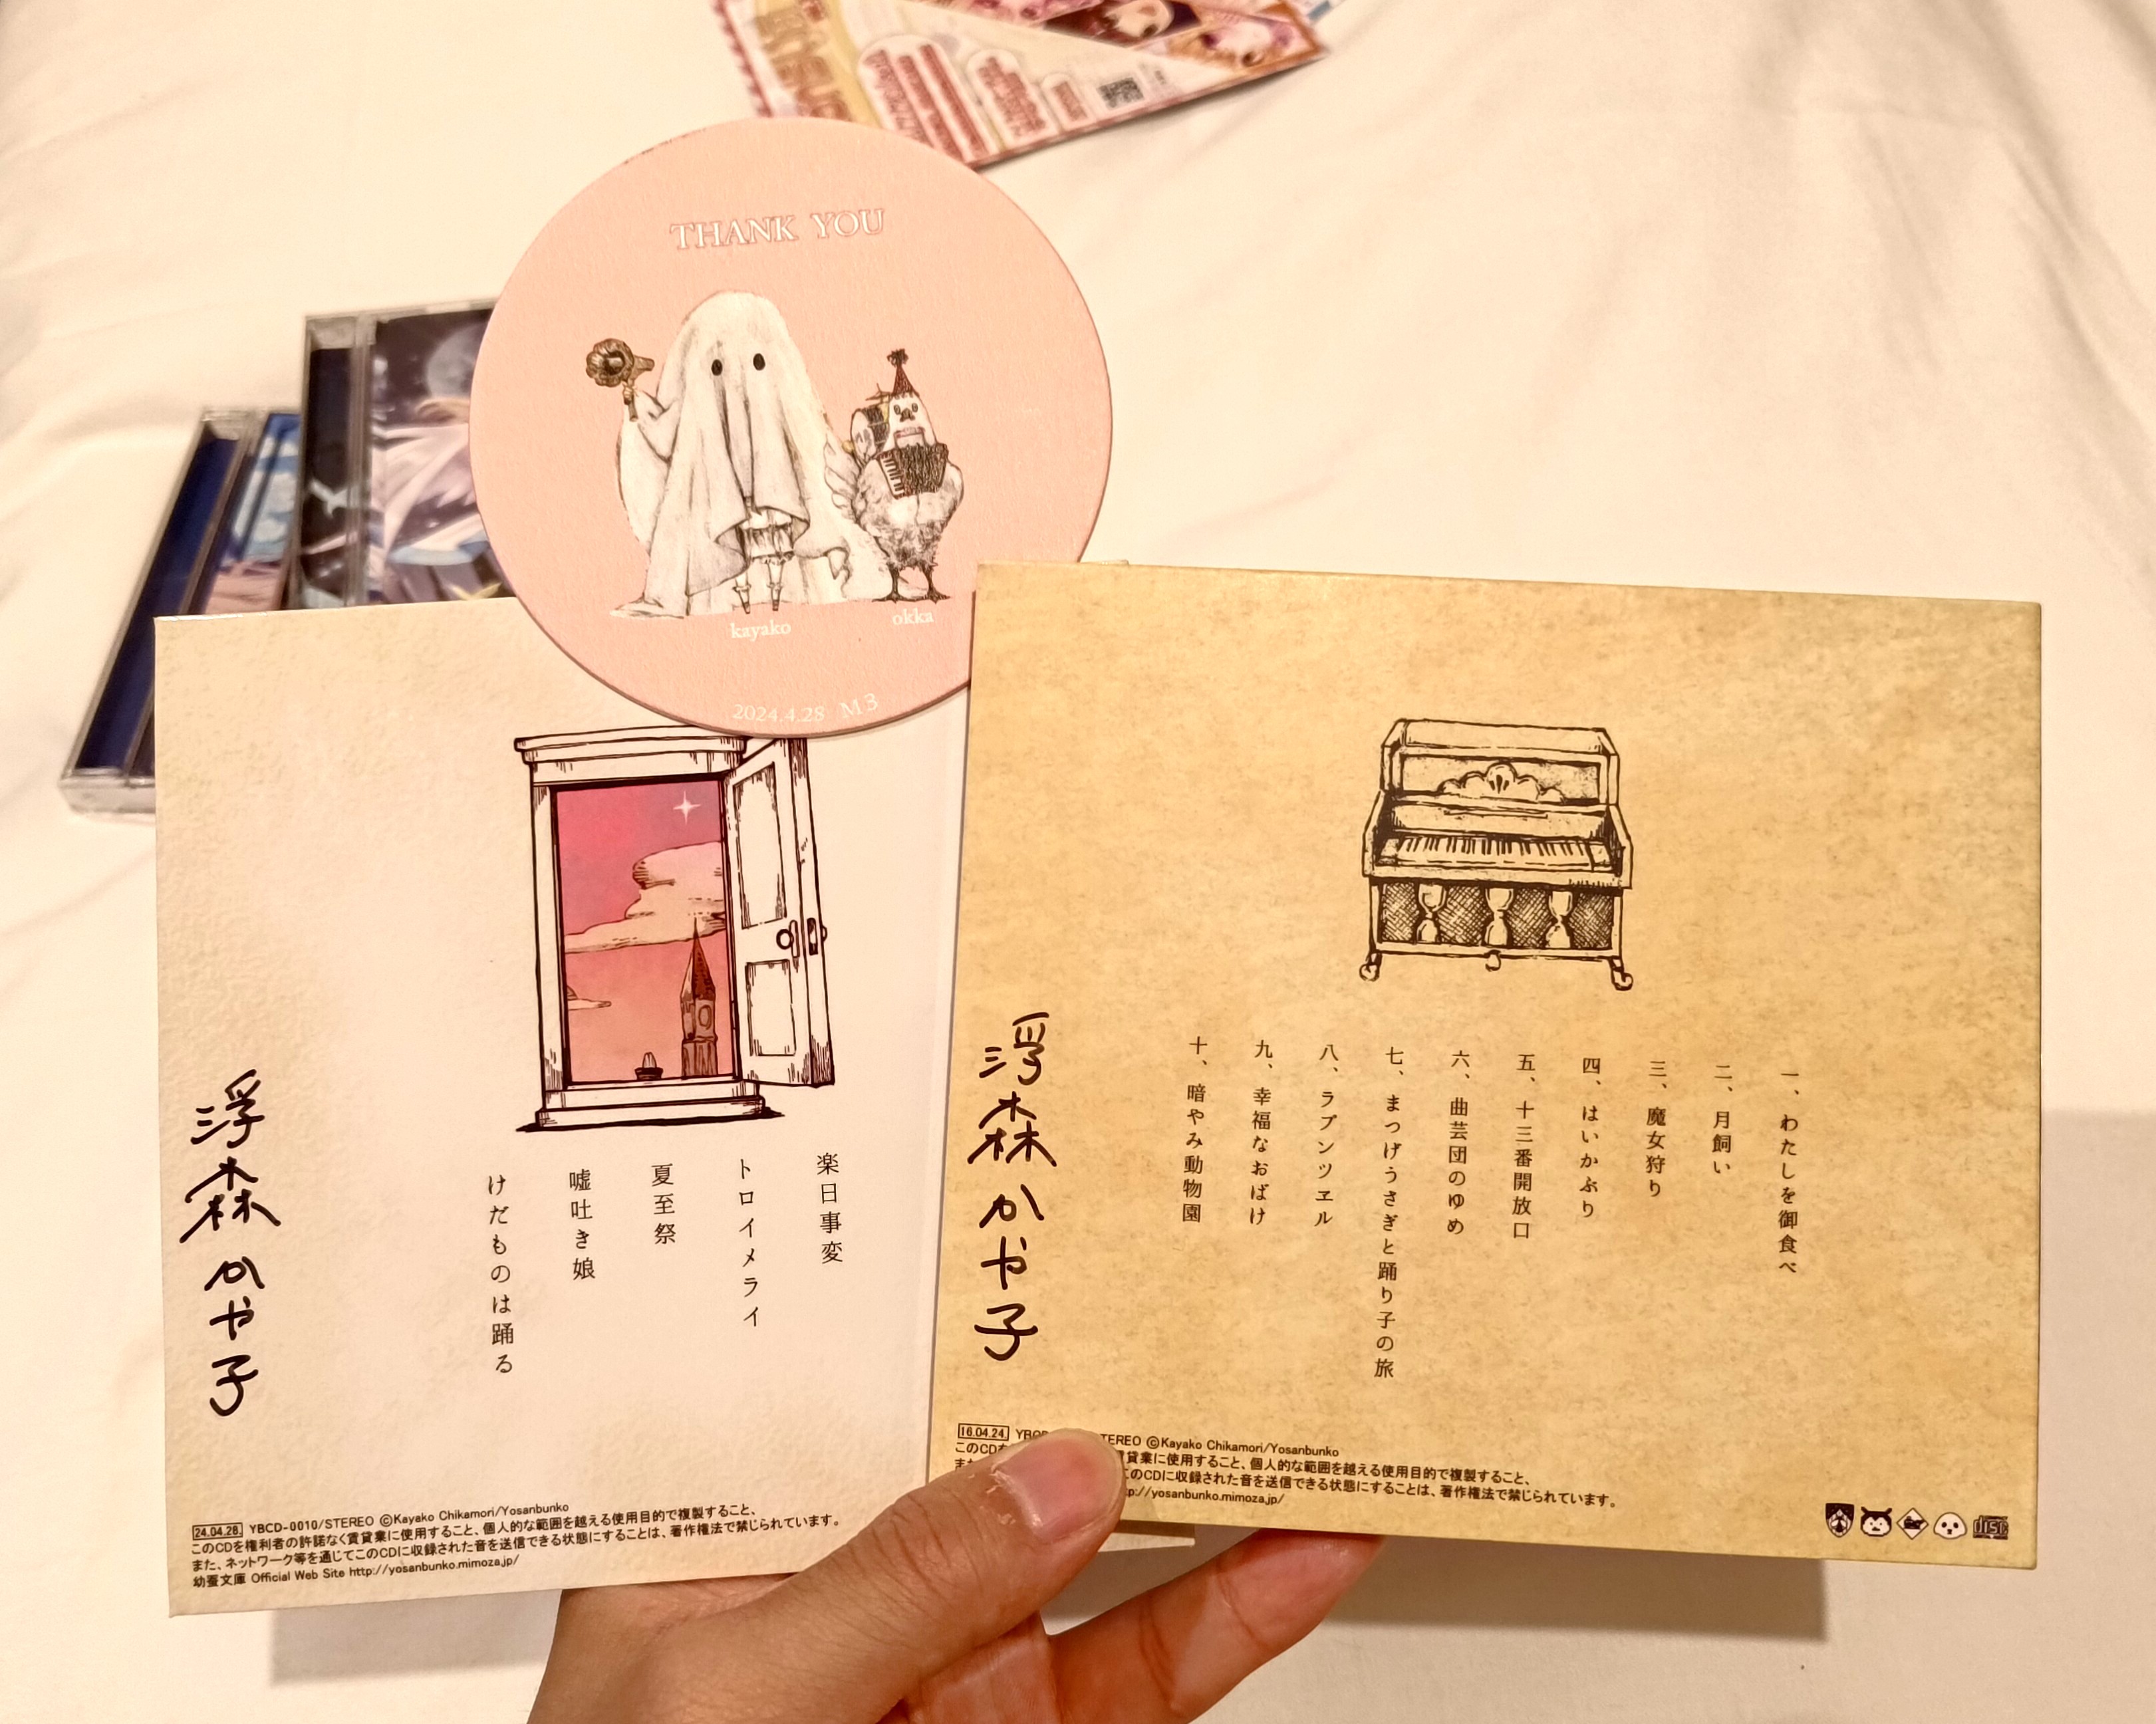 THANK YOU
kayako
okka
2024.4.28 M3
楽日事変
トロイメライ
夏至祭
嘘吐き娘
けだものは踊る
浮森かや子
24.04.28. YBCD-0010/STEREO ©Kayako Chikamori/Yosanbunko
このCDを権利者の許諾なく賃貸業に使用すること、個人的な範囲を越える使用目的で複製すること、
また、ネットワーク等を通じてこのCDに収録された音を送信できる状態にすることは、著作権法で禁じられています。
幼蚕文庫 Official Web Site http://yosanbunko.mimoza.jp/
一、わたしを御食べ
二、月飼い
三、魔女狩り
四、はいかぶり
五、十三番開放口
六、曲芸団のゆめ
七、まつげうさぎと踊り子の旅
八、ラプンツヱル
九、幸福なおばけ
十、暗やみ動物園
浮森かや子
16.04.24. TEREO ©Kayako Chikamori/Yosanbunko
このCDを 賃貸業に使用すること、個人的な範囲を越える使用目的で複製すること、
また このCDに収録された音を送信できる状態にすることは、著作権法で禁じられています。
://yosanbunko.mimoza.jp/
disc